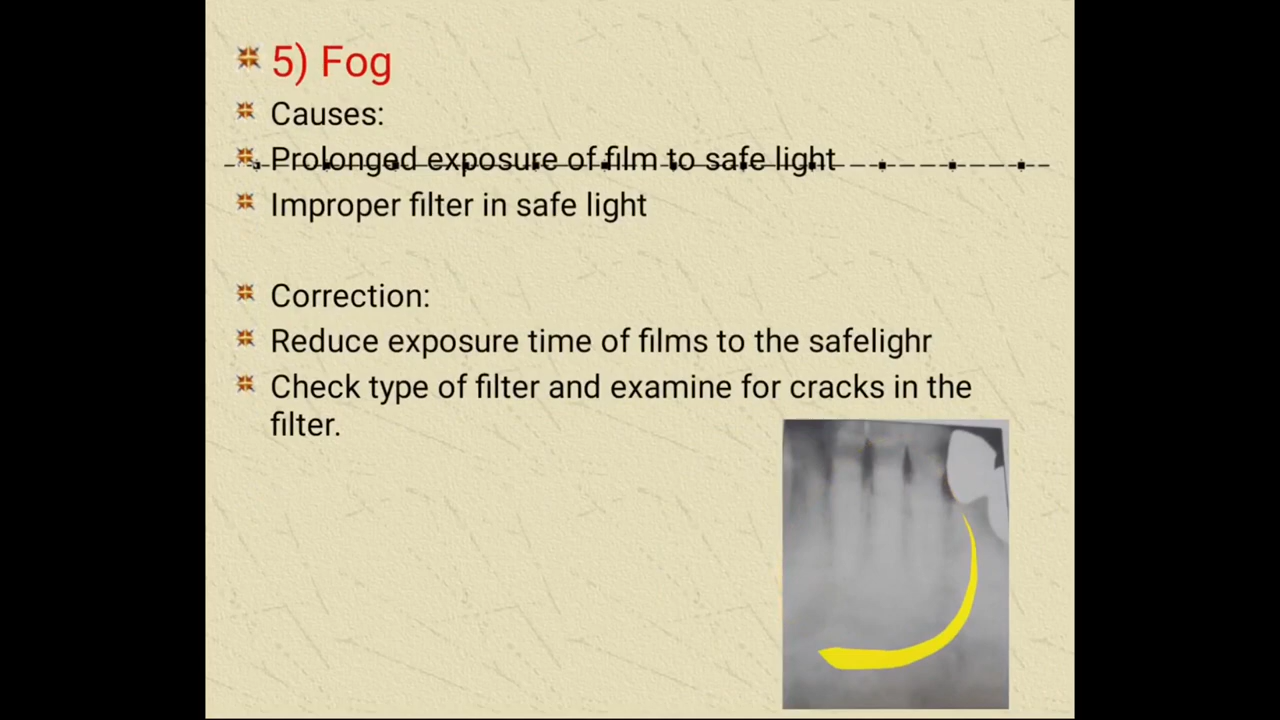 5) Fog
Causes:
Prolonged exposure of film to safe light
Improper filter in safe light
Correction:
Reduce exposure time of films to the safelighr
Check type of filter and examine for cracks in the
filter.